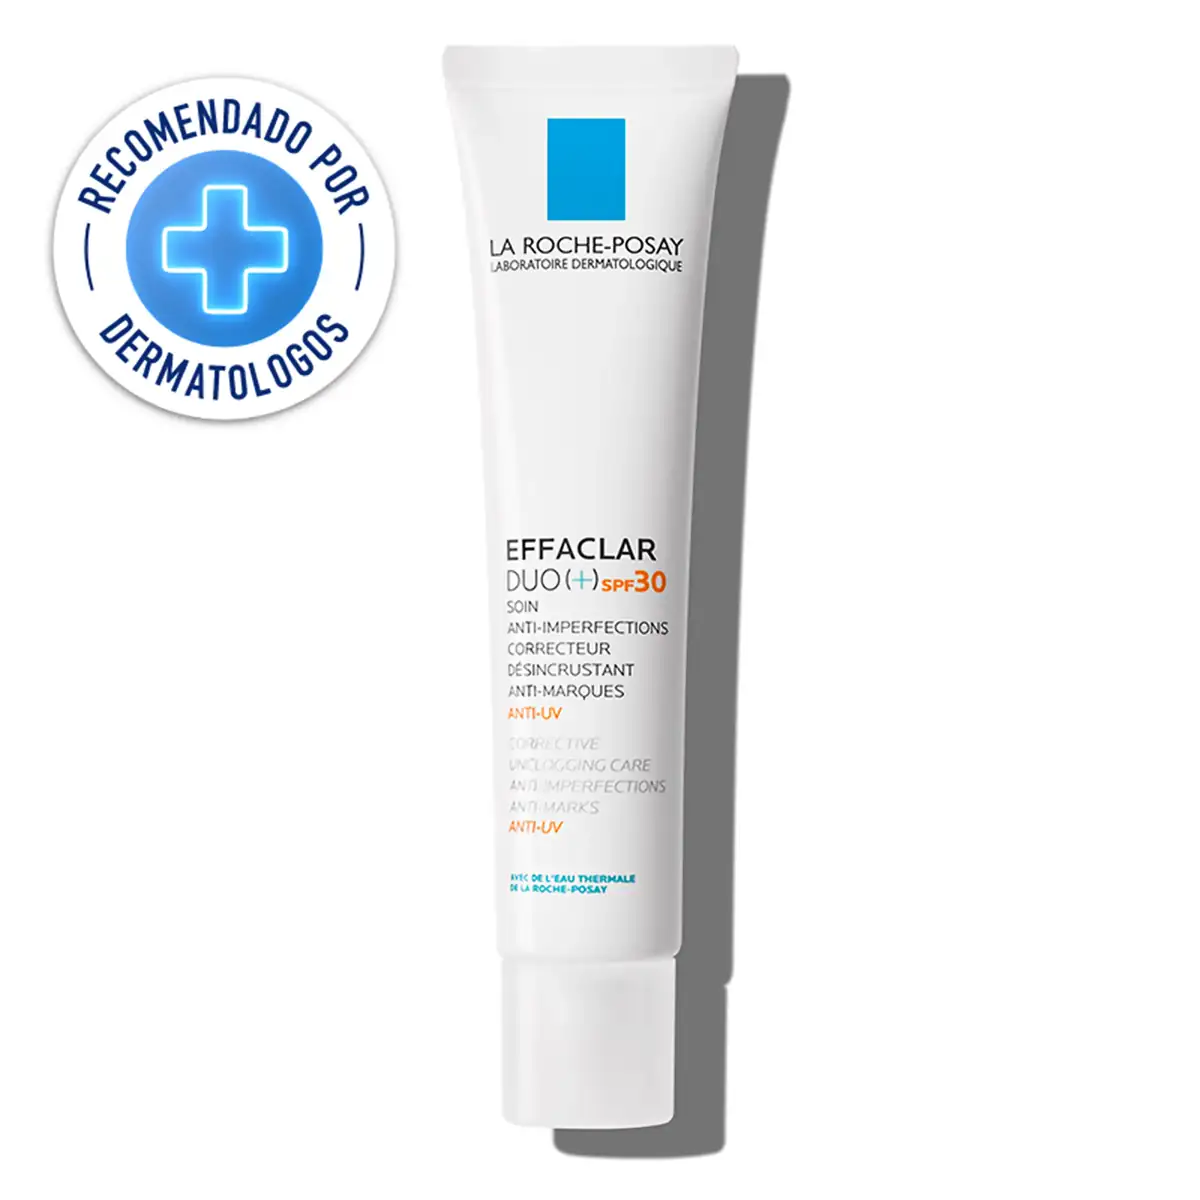 RECOMENDADO POR
DERMATOLOGOS
LA ROCHE-POSAY
LABORATOIRE DERMATOLOGIQUE
EFFACLAR
DUO(+) SPF30
SOIN
ANTI-IMPERFECTIONS
CORRECTEUR
DÉSINCRUSTANT
ANTI-MARQUES
ANTI-UV
CORRECTIVE
UNCLOGGING CARE
ANTI-IMPERFECTIONS
ANTI-MARKS
ANTI-UV
AVEC DE L'EAU THERMALE
DE LA ROCHE-POSAY